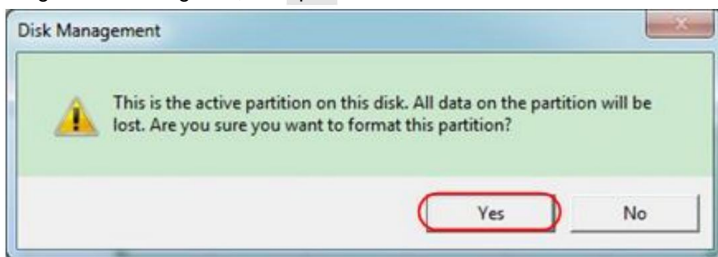 Disk Management
This is the active partition on this disk. All data on the partition will be
lost. Are you sure you want to format this partition?
Yes
No